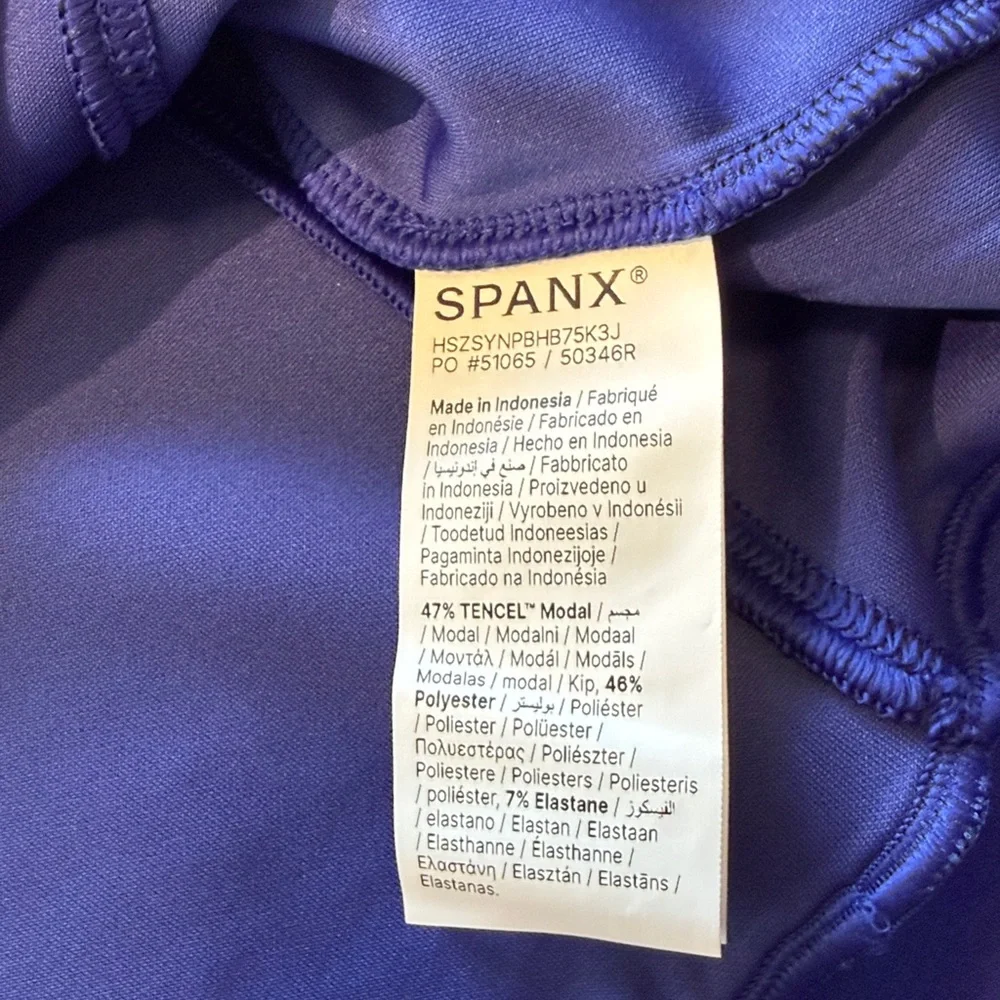 SPANX®
HSZSYNPBHB75K3J
PO #51065 / 50346R
Made in Indonesia / Fabriqué
en Indonésie / Fabricado en
Indonesia / Hecho en Indonesia
/ صنع في إندونيسيا / Fabbricato
in Indonesia / Proizvedeno u
Indoneziji / Vyrobeno v Indonésii
/ Toodetud Indoneesias /
Pagaminta Indonezijoje /
Fabricado na Indonésia
47% TENCEL™ Modal / مجسم
/ Modal / Modalni / Modaal
/ Μοντάλ / Modál / Modāls /
Modalas / modal / Kip, 46%
Polyester / بوليستر / Poliéster
/ Poliester / Polüester /
Πολυεστέρας / Poliészter /
Poliestere / Poliesters / Poliesteris
/ poliéster, 7% Elastane / الفيسكوز
/ elastano / Elastan / Elastaan
/ Elasthanne / Élasthanne /
Ελαστάνη / Elasztán / Elastāns /
Elastanas.